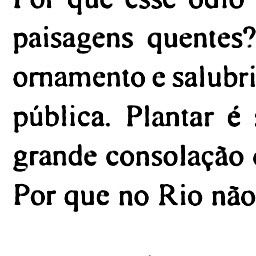 Por que esse ódio
paisagens quentes?
ornamento e salubri
pública. Plantar é
grande consolação
Por que no Rio não